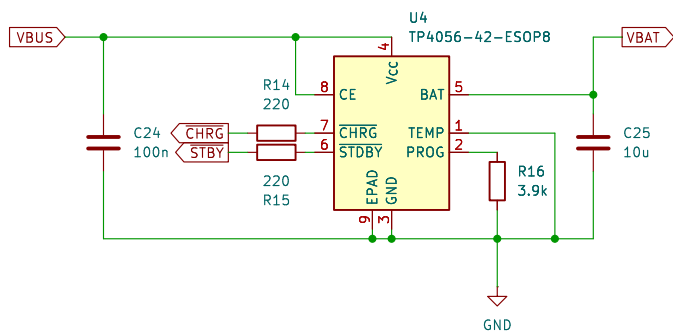 U4
TP4056-42-ESOP8
VBUS
VBAT
4
Vcc
R14
220
8
CE
BAT
5
C24
100n
CHRG
7
CHRG
TEMP
1
C25
10u
STBY
6
STDBY
PROG
2
220
R15
R16
3.9k
EPAD
GND
9
3
GND